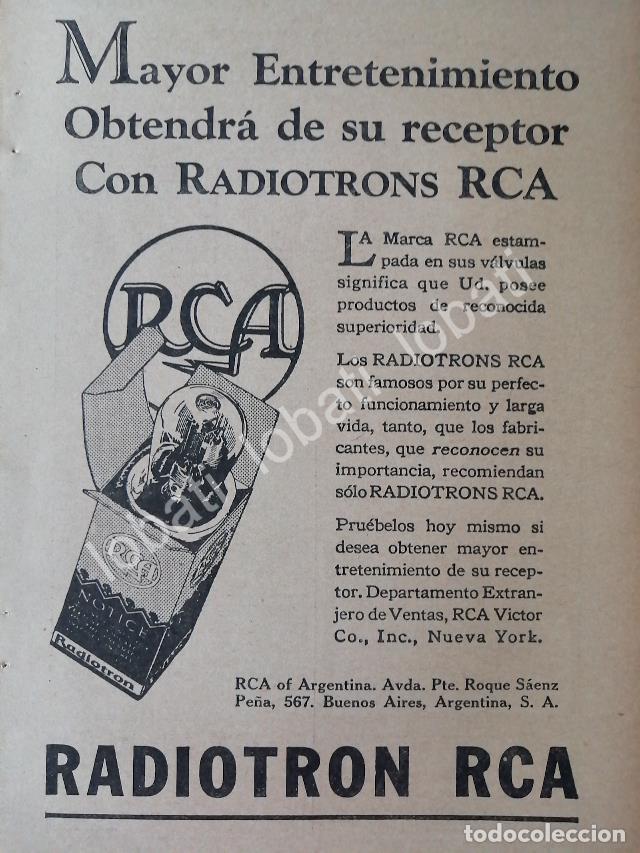 Mayor Entretenimiento
Obtendrá de su receptor
Con RADIOTRONS RCA
RCA
LA Marca RCA estam-
pada en sus válvulas
significa que Ud. posee
productos de reconocida
superioridad.
Los RADIOTRONS RCA
son famosos por su perfec-
to funcionamiento y larga
vida, tanto, que los fabri-
cantes, que reconocen su
importancia, recomiendan
sólo RADIOTRONS RCA.
Pruébelos hoy mismo si
desea obtener mayor en-
tretenimiento de su recep-
tor. Departamento Extran-
jero de Ventas, RCA Victor
Co., Inc., Nueva York.
RCA
NOTICE
Radiotron
RCA of Argentina. Avda. Pte. Roque Sáenz
Peña, 567. Buenos Aires, Argentina, S. A.
RADIOTRON RCA
lobati lobati lobati
todocoleccion